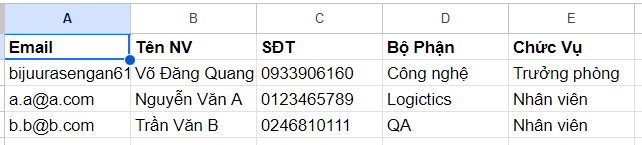 A B C D E
Email Tên NV SĐT Bộ Phận Chức Vụ
bijuurasengan61 Võ Đăng Quang 0933906160 Công nghệ Trưởng phòng
a.a@a.com Nguyễn Văn A 0123465789 Logictics Nhân viên
b.b@b.com Trần Văn B 0246810111 QA Nhân viên